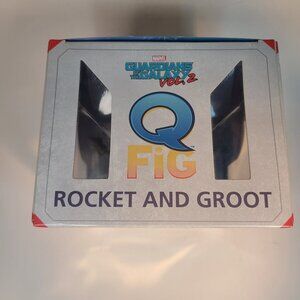 MARVEL
GUARDIANS
OF THE GALAXY
VOL. 2
Q
FiG
ROCKET AND GROOT